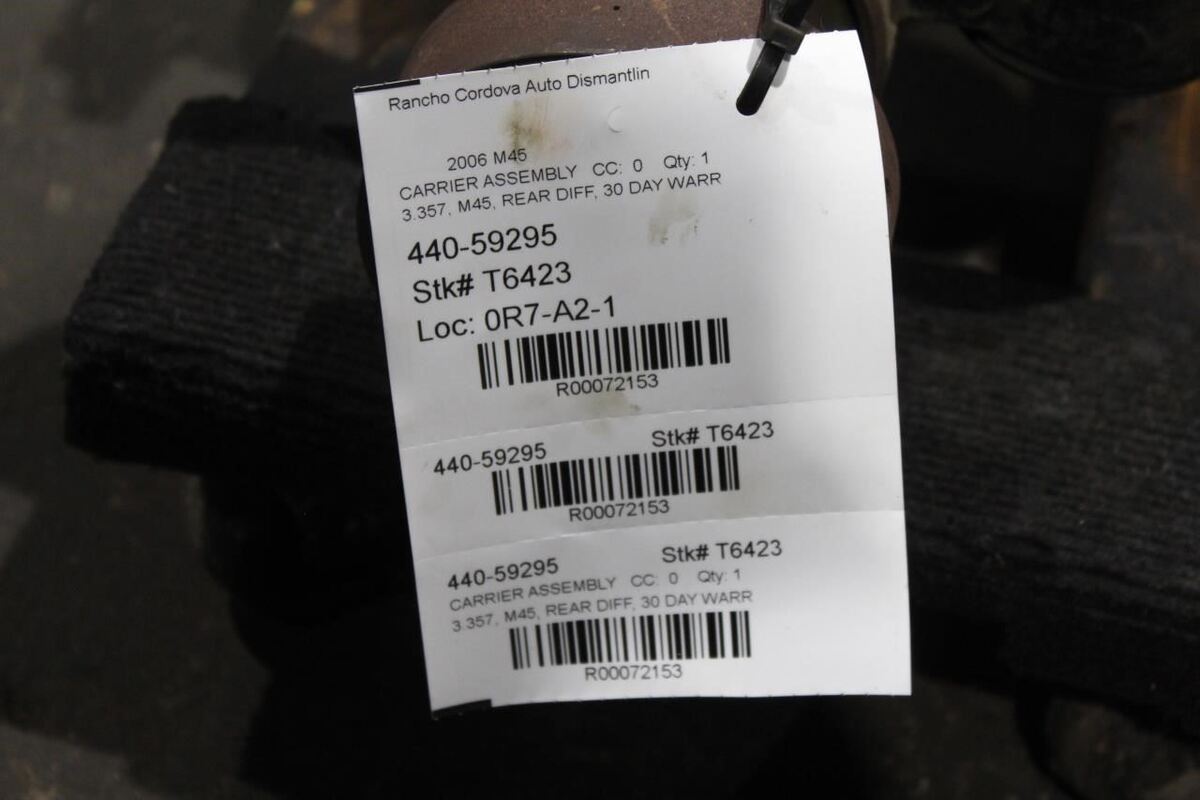 Rancho Cordova Auto Dismantlin
2006 M45
CARRIER ASSEMBLY CC: 0 Qty: 1
3.357, M45, REAR DIFF, 30 DAY WARR
440-59295
Stk# T6423
Loc: 0R7-A2-1
R00072153
440-59295 Stk# T6423
R00072153
440-59295 Stk# T6423
CARRIER ASSEMBLY CC: 0 Qty: 1
3.357, M45, REAR DIFF, 30 DAY WARR
R00072153